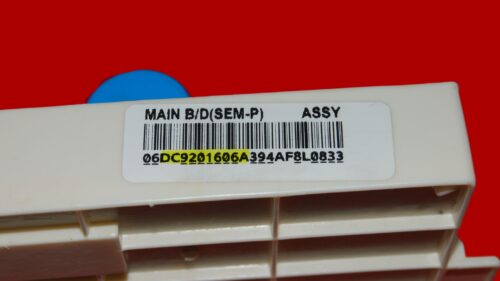 MAIN B/D(SEM-P) ASSY
06DC9201606A394AF8L0833